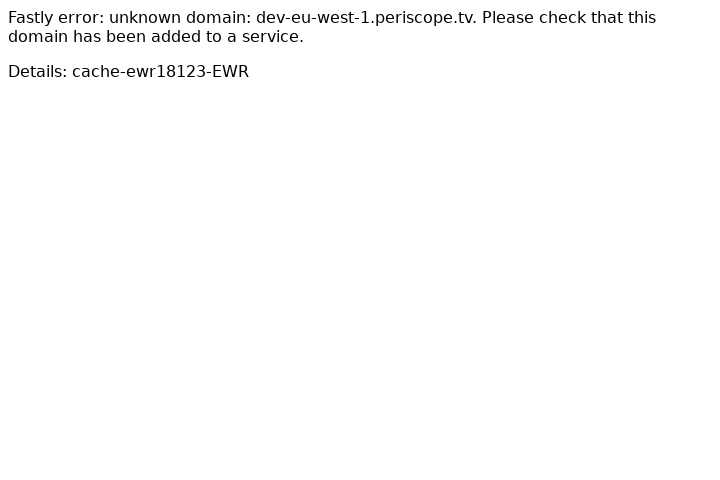 Fastly error: unknown domain: dev-eu-west-1.periscope.tv. Please check that this
domain has been added to a service.
Details: cache-ewr18123-EWR